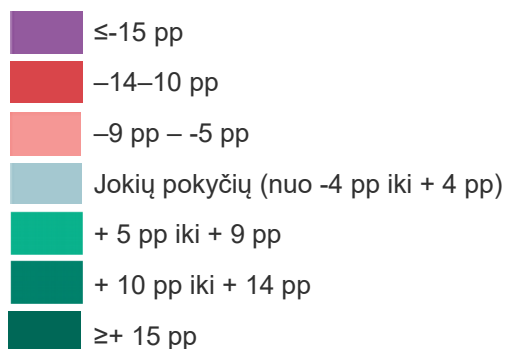 ≤-15 pp
–14–10 pp
–9 pp – -5 pp
Jokių pokyčių (nuo -4 pp iki + 4 pp)
+ 5 pp iki + 9 pp
+ 10 pp iki + 14 pp
≥+ 15 pp